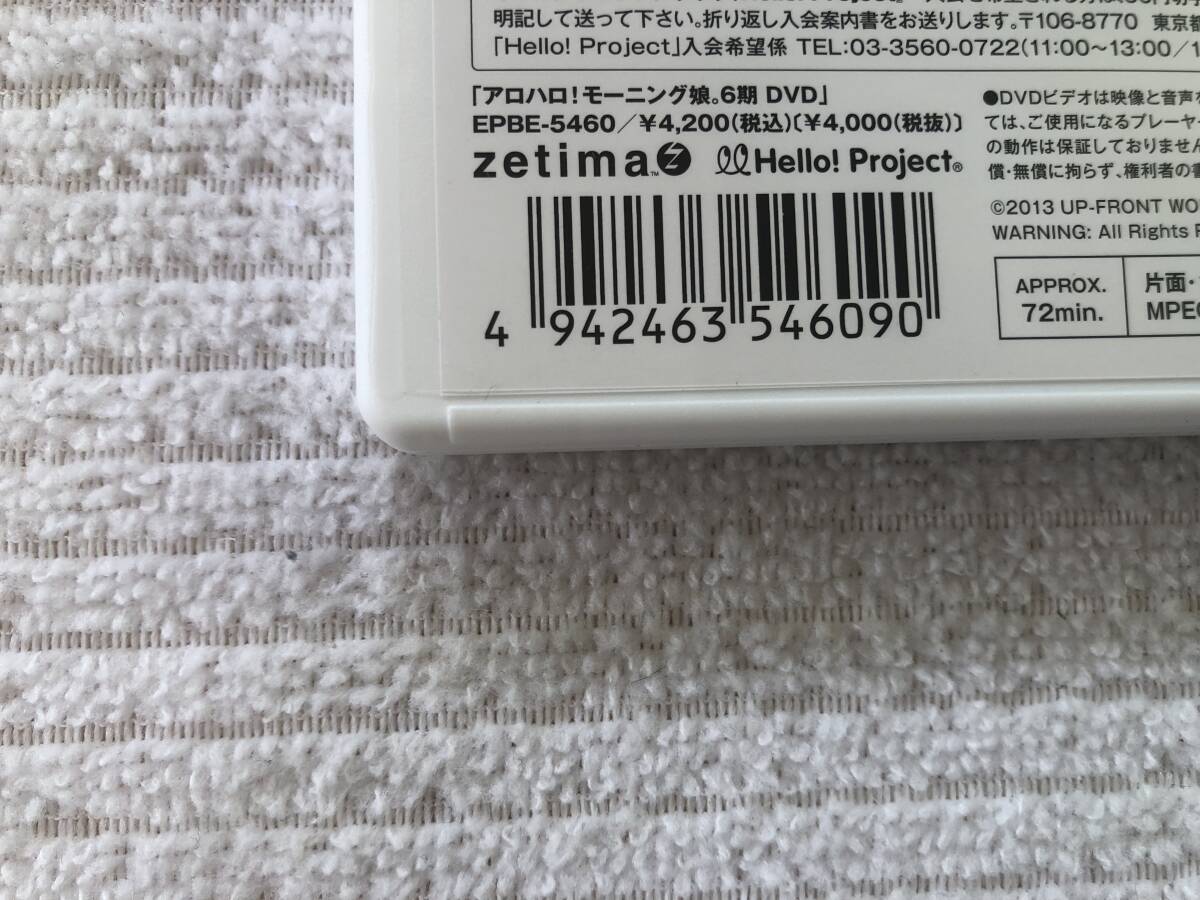 明記して送って下さい。折り返し入会案内書をお送りします。〒106-8770 東京都
「Hello! Project」入会希望係 TEL:03-3560-0722(11:00〜13:00/1
「アロハロ!モーニング娘。6期 DVD」
EPBE-5460/¥4,200(税込)〔¥4,000(税抜)〕
zetima™ Hello! Project®
4 942463 546090
●DVDビデオは映像と音声を
ては、ご使用になるプレーヤー
の動作は保証しておりません
償・無償に拘らず、権利者の書
©2013 UP-FRONT WO
WARNING: All Rights R
APPROX.
72min.
片面・
MPEG